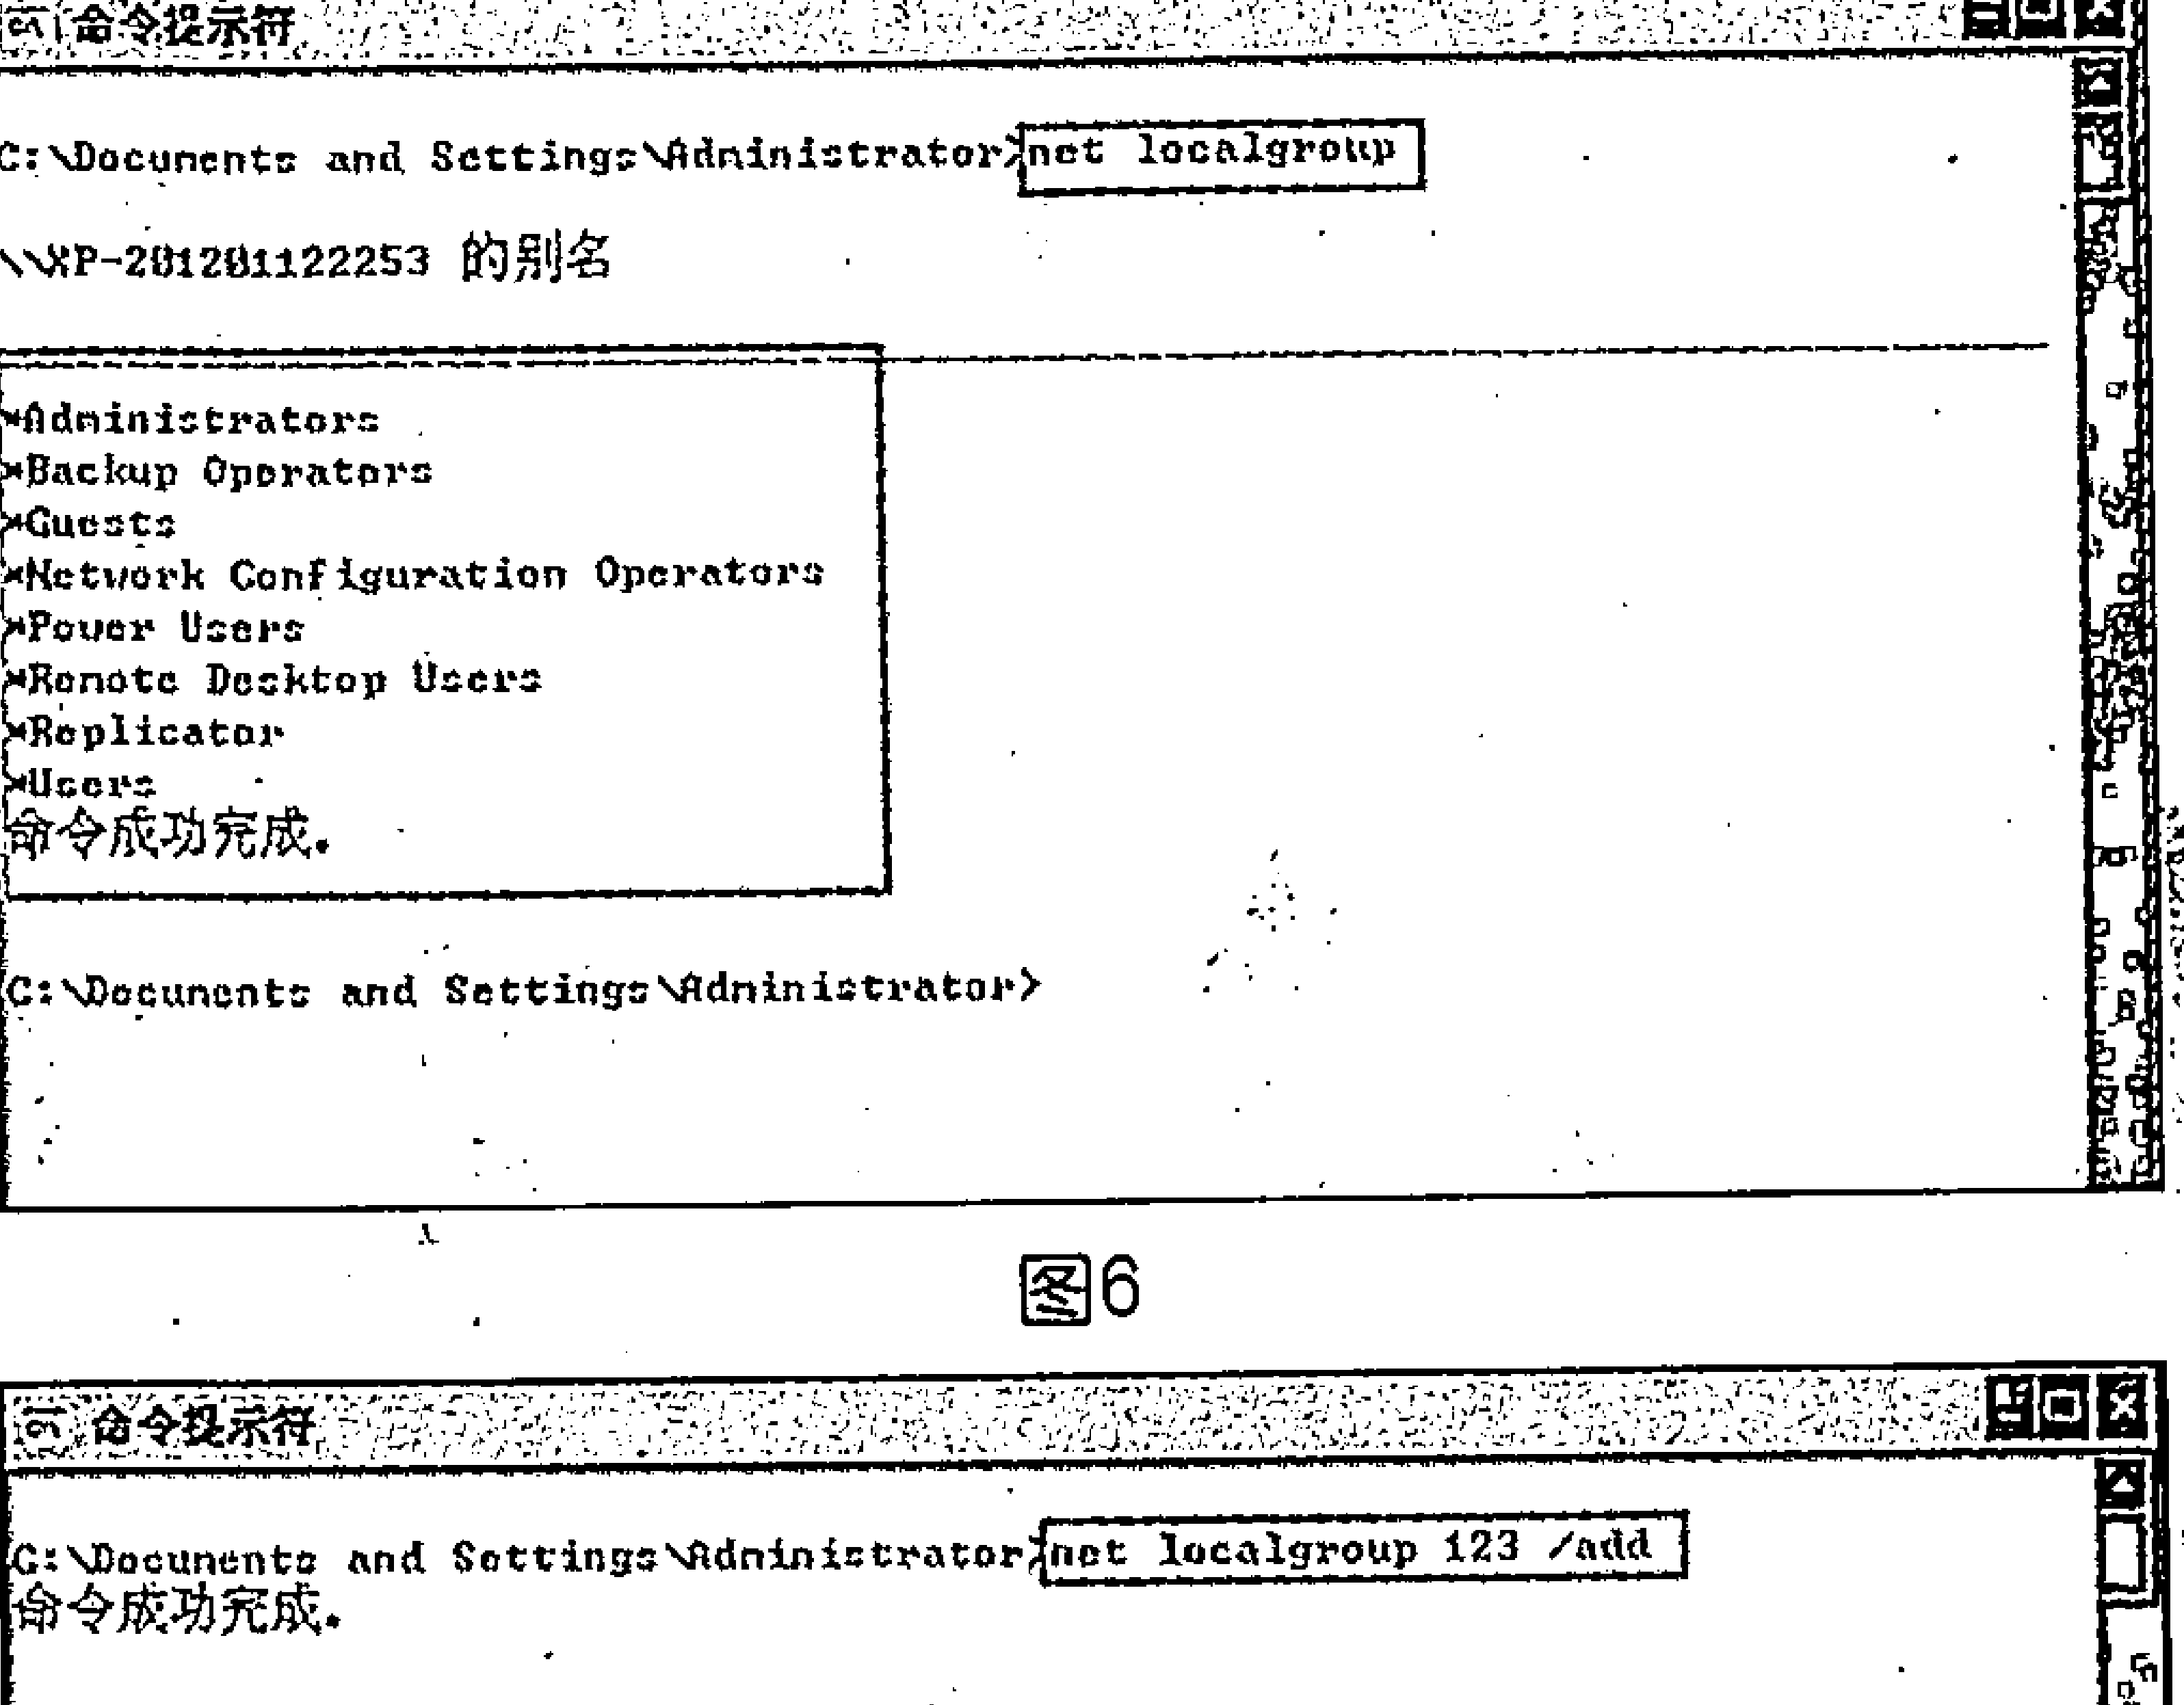 命令提示符
C:\Documents and Settings\Administrator>net localgroup
\\XP-201201122253 的别名
*Administrators
*Backup Operators
*Guests
*Network Configuration Operators
*Power Users
*Remote Desktop Users
*Replicator
*Users
命令成功完成.
C:\Documents and Settings\Administrator>
图6
命令提示符
C:\Documents and Settings\Administrator>net localgroup 123 /add
命令成功完成.